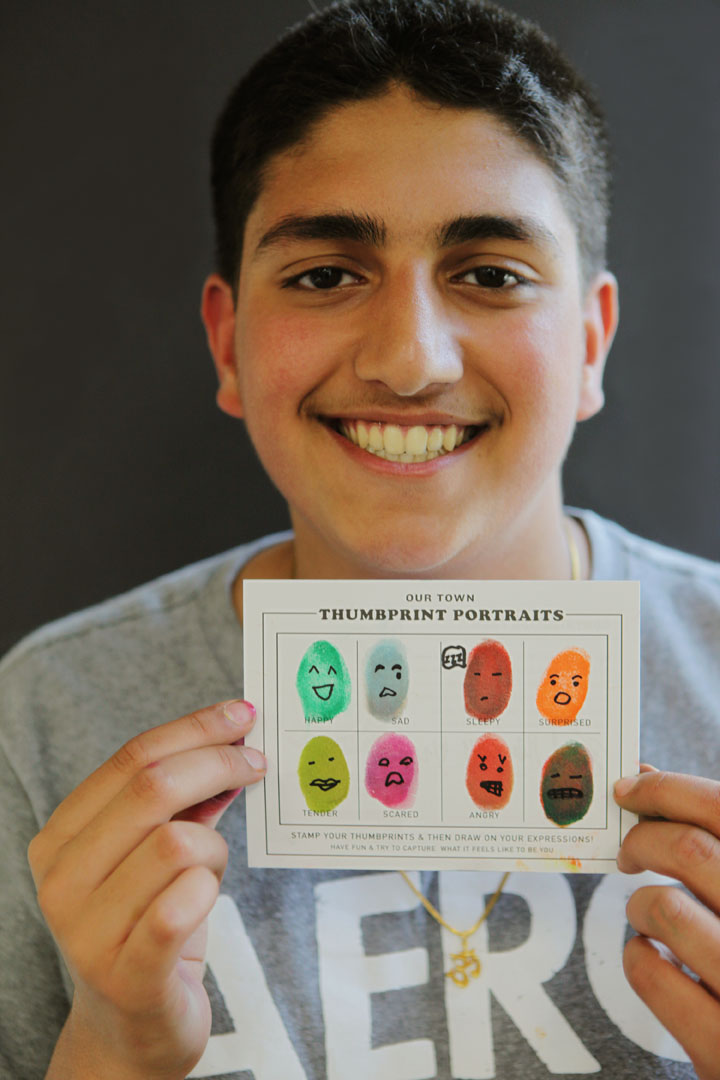 OUR TOWN
THUMBPRINT PORTRAITS
ZZZ
HAPPY SAD SLEEPY SURPRISED
TENDER SCARED ANGRY
STAMP YOUR THUMBPRINTS & THEN DRAW ON YOUR EXPRESSIONS!
HAVE FUN & TRY TO CAPTURE WHAT IT FEELS LIKE TO BE YOU
AERO
ॐ